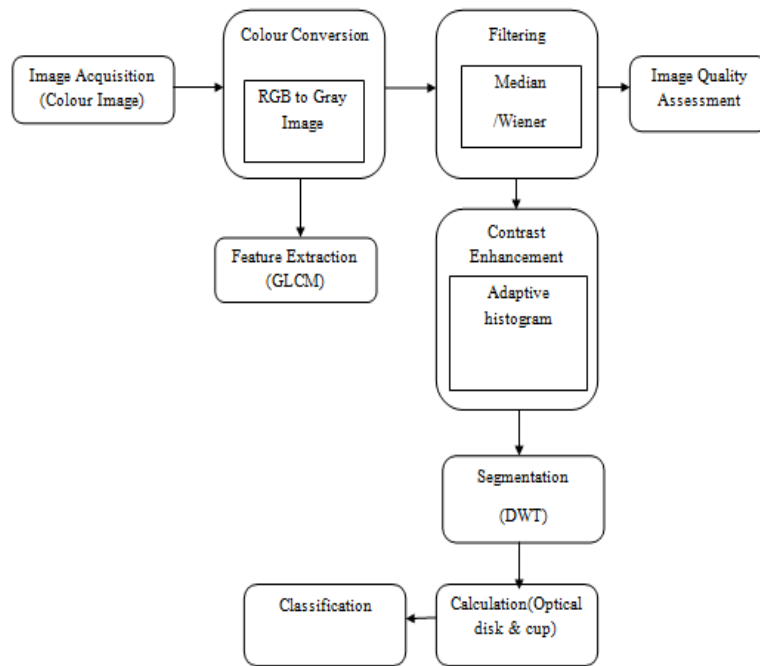 Image Acquisition
(Colour Image)
Colour Conversion
RGB to Gray
Image
Filtering
Median
/Wiener
Image Quality
Assessment
Feature Extraction
(GLCM)
Contrast
Enhancement
Adaptive
histogram
Segmentation
(DWT)
Calculation(Optical
disk & cup)
Classification